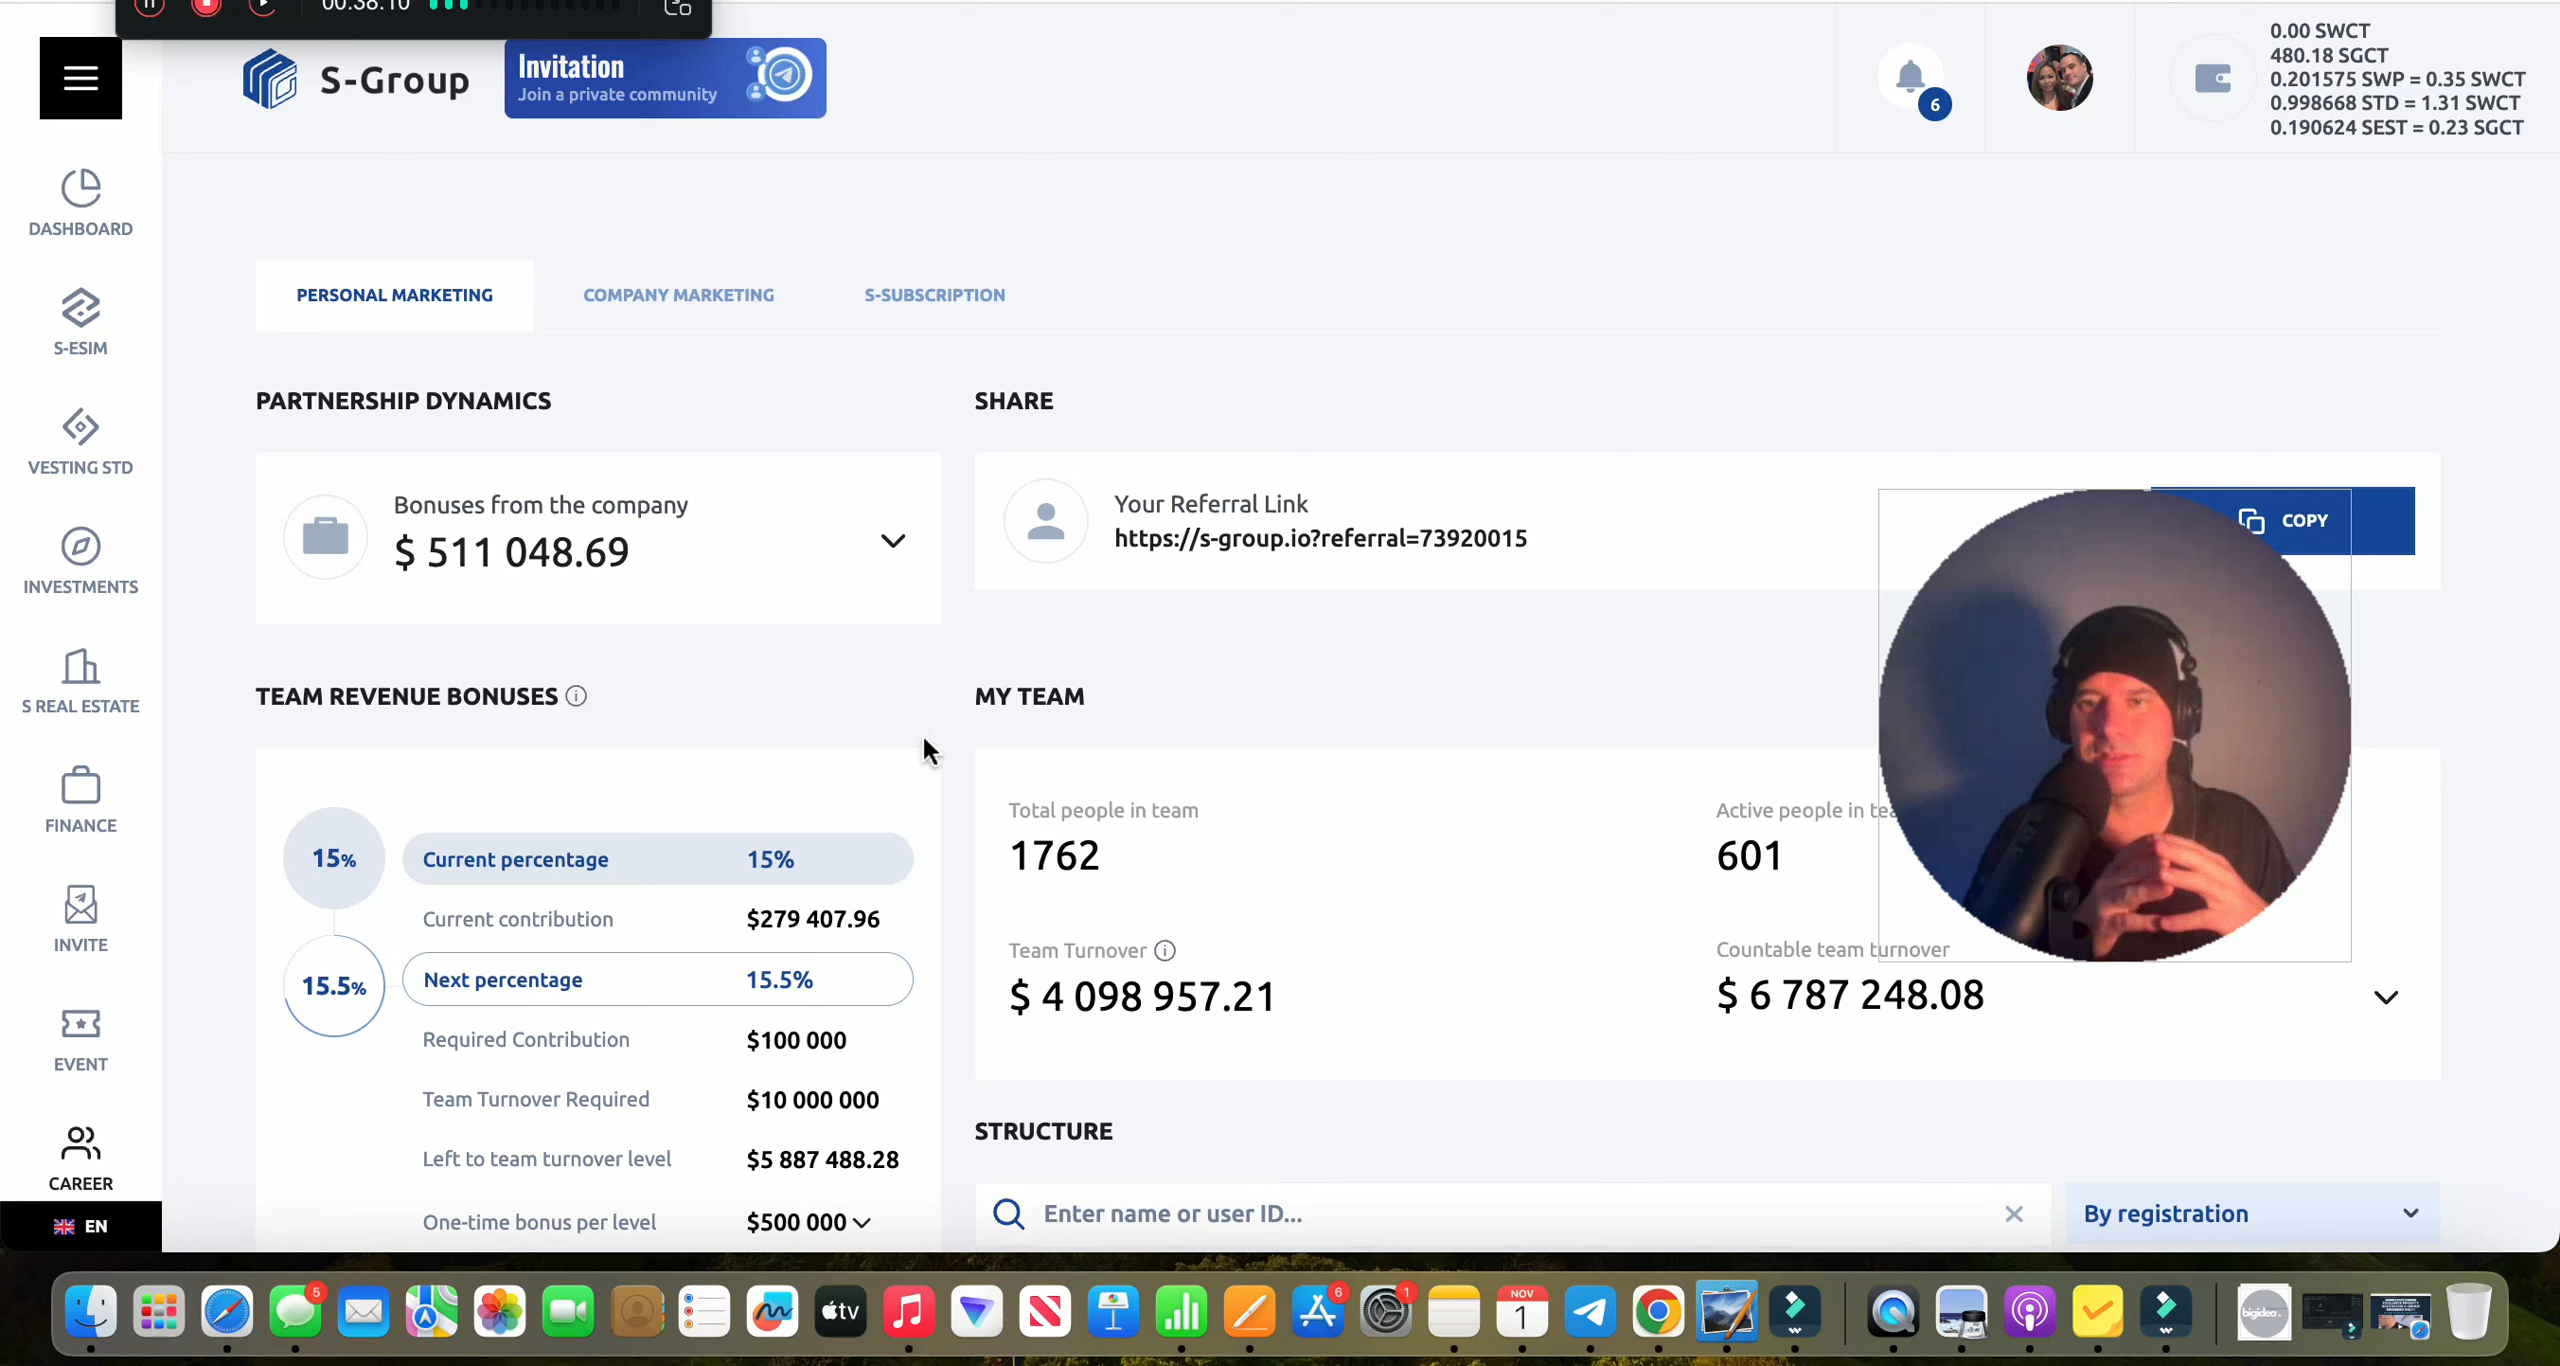 00:38:10
S-Group
Invitation
Join a private community
6
0.00 SWCT
480.18 SGCT
0.201575 SWP = 0.35 SWCT
0.998668 STD = 1.31 SWCT
0.190624 SEST = 0.23 SGCT
DASHBOARD
S-ESIM
VESTING STD
INVESTMENTS
S REAL ESTATE
FINANCE
INVITE
EVENT
CAREER
EN
PERSONAL MARKETING
COMPANY MARKETING
S-SUBSCRIPTION
PARTNERSHIP DYNAMICS
Bonuses from the company
$ 511 048.69
SHARE
Your Referral Link
https://s-group.io?referral=73920015
COPY
TEAM REVENUE BONUSES
15%
Current percentage 15%
Current contribution $279 407.96
15.5%
Next percentage 15.5%
Required Contribution $100 000
Team Turnover Required $10 000 000
Left to team turnover level $5 887 488.28
One-time bonus per level $500 000
MY TEAM
Total people in team
1762
Active people in tea
601
Team Turnover
$ 4 098 957.21
Countable team turnover
$ 6 787 248.08
STRUCTURE
Enter name or user ID...
By registration
5
tv
6
1
NOV
1
bigidea.